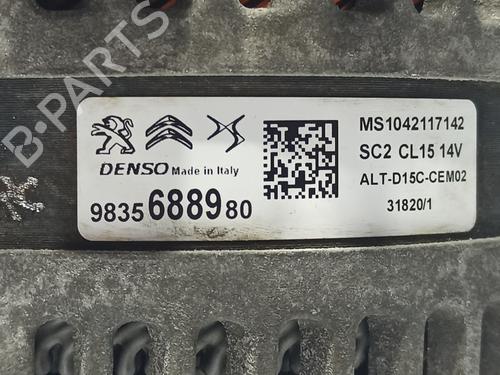 MS1042117142
SC2 CL15 14V
DENSO Made in Italy
ALT-D15C-CEM02
9835688980
31820/1
B-PARTS